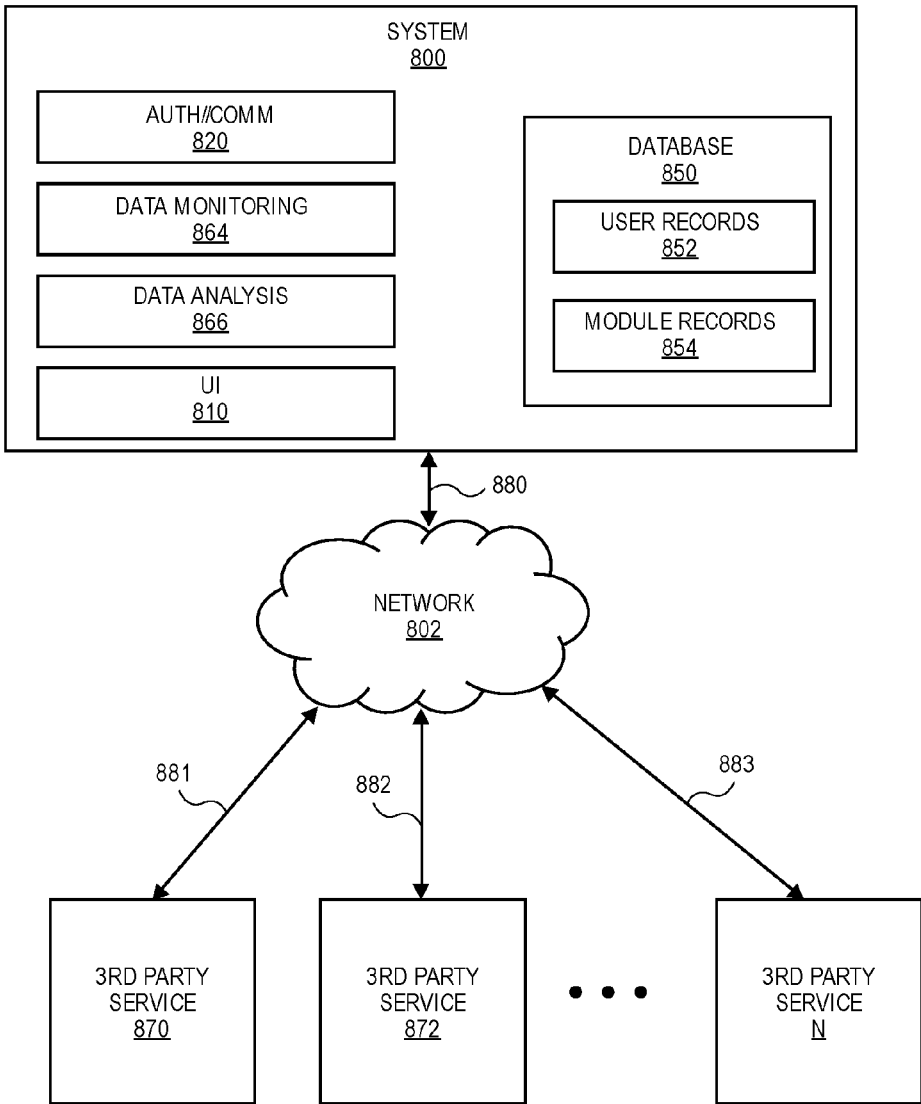 SYSTEM
800
AUTH//COMM
820
DATA MONITORING
864
DATA ANALYSIS
866
UI
810
DATABASE
850
USER RECORDS
852
MODULE RECORDS
854
880
NETWORK
802
881
882
883
3RD PARTY
SERVICE
870
3RD PARTY
SERVICE
872
3RD PARTY
SERVICE
N